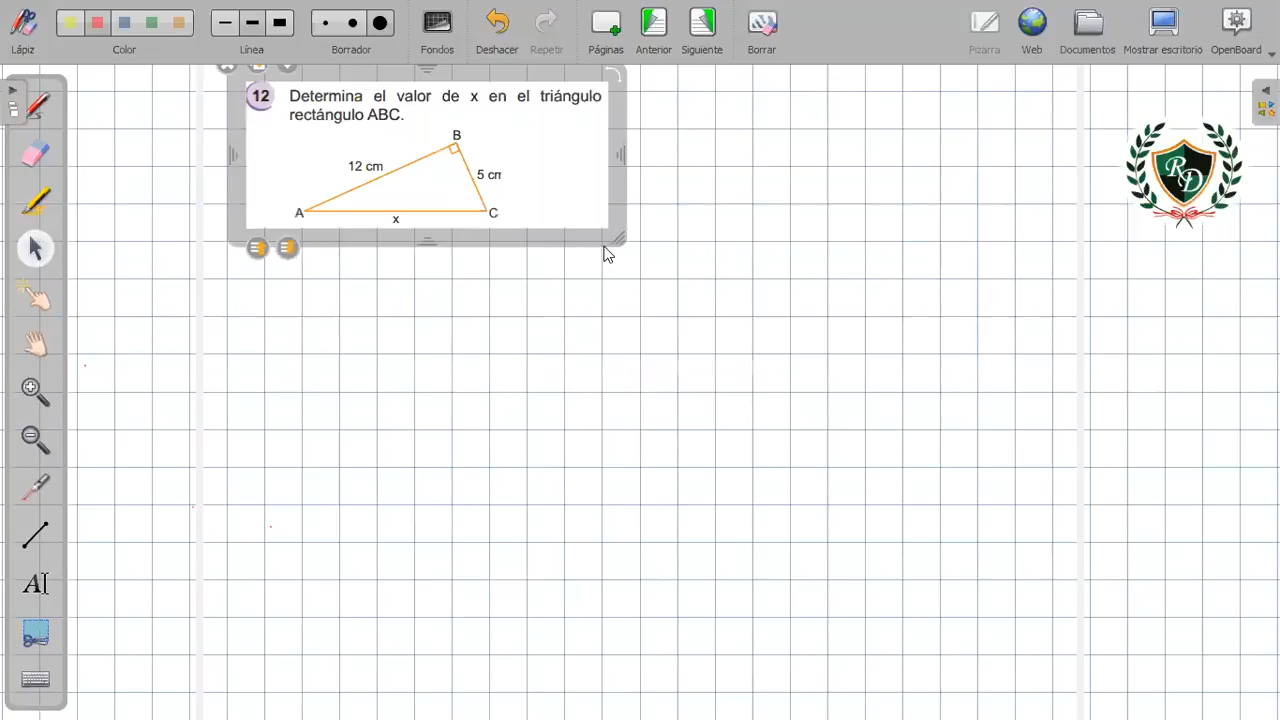 Lápiz
Color
Línea
Borrador
Fondos
Deshacer
Repetir
Páginas
Anterior
Siguiente
Borrar
Pizarra
Web
Documentos
Mostrar escritorio
OpenBoard
12 Determina el valor de x en el triángulo
rectángulo ABC.
B
12 cm
5 cm
A
C
x
A
RD